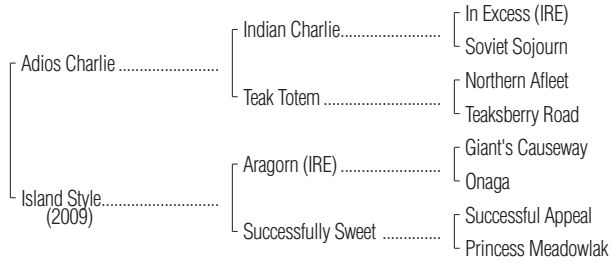 In Excess (IRE)
Indian Charlie....................
Soviet Sojourn
Adios Charlie ....................
Northern Afleet
Teak Totem ........................
Teaksberry Road
Giant's Causeway
Aragorn (IRE) ....................
Onaga
Island Style.......................
(2009)
Successful Appeal
Successfully Sweet ............
Princess Meadowlak